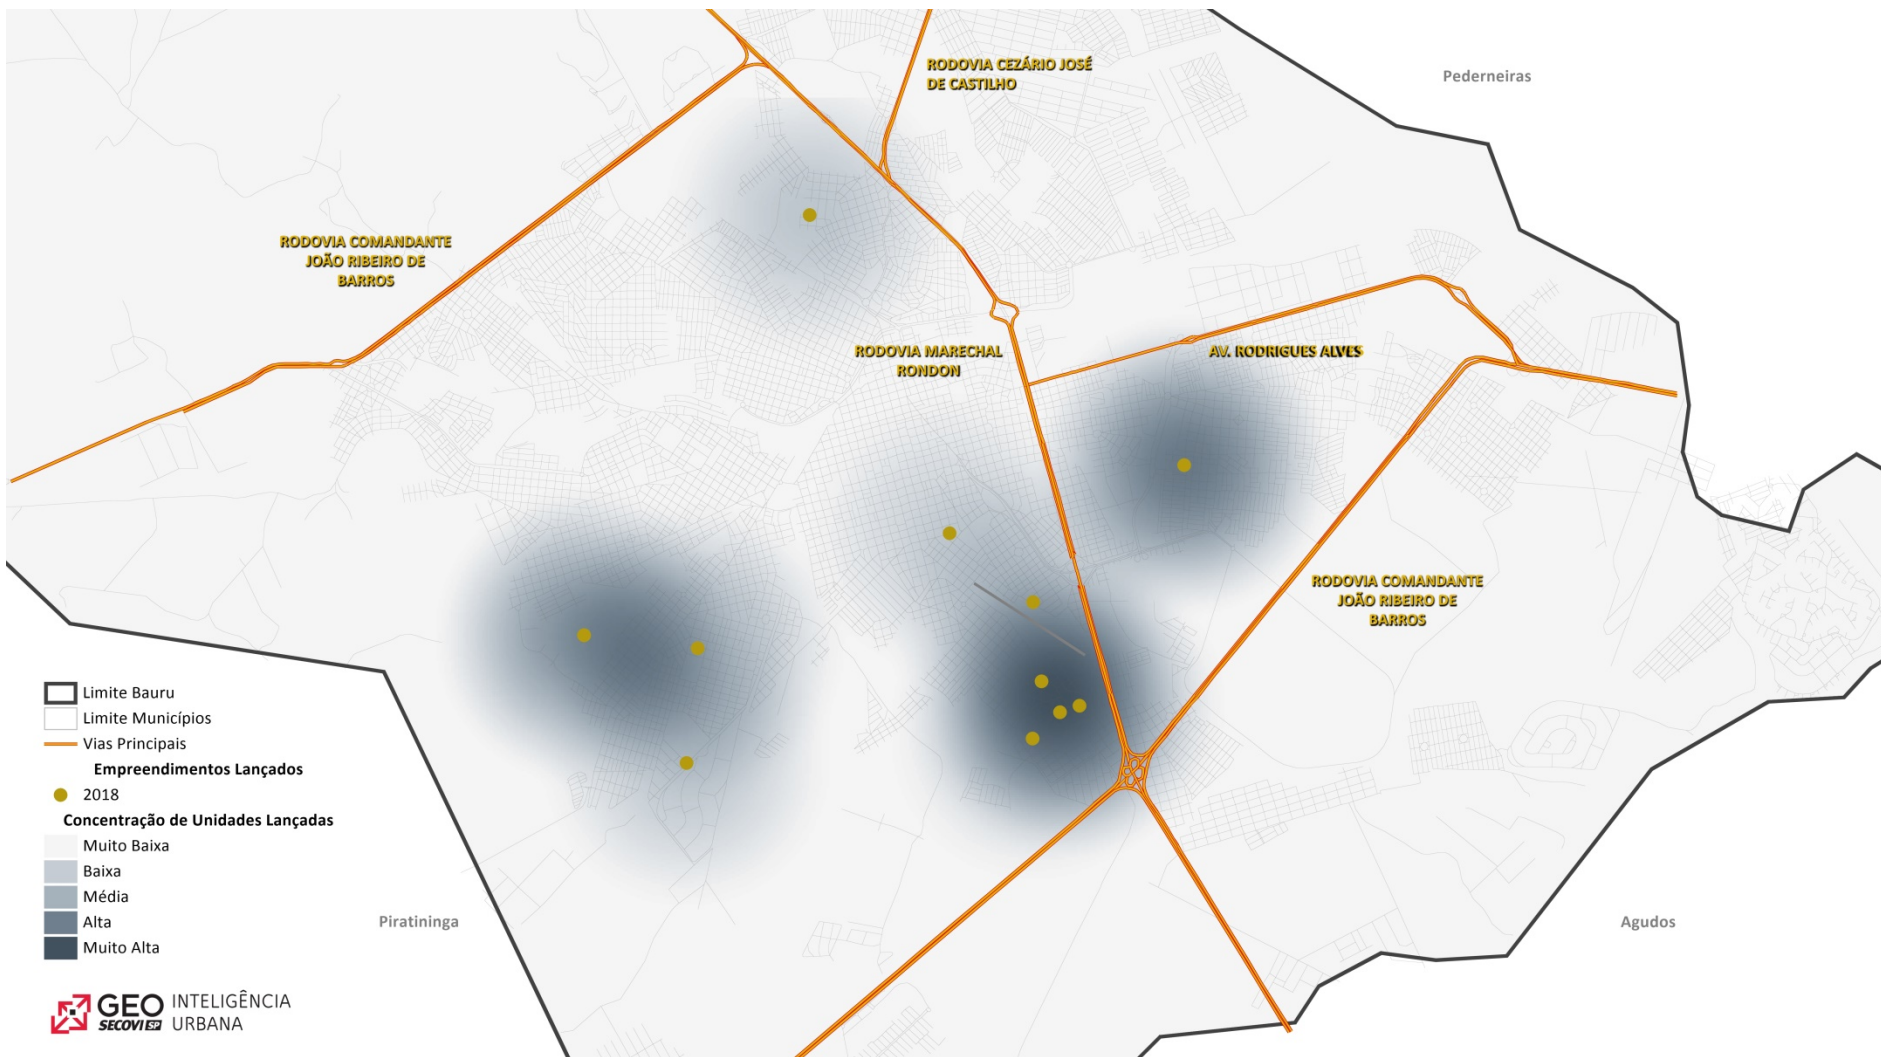 RODOVIA CEZÁRIO JOSÉ
DE CASTILHO
Pederneiras
RODOVIA COMANDANTE
JOÃO RIBEIRO DE
BARROS
RODOVIA MARECHAL
RONDON
AV. RODRIGUES ALVES
RODOVIA COMANDANTE
JOÃO RIBEIRO DE
BARROS
Limite Bauru
Limite Municípios
Vias Principais
Empreendimentos Lançados
2018
Concentração de Unidades Lançadas
Muito Baixa
Baixa
Média
Alta
Muito Alta
Piratininga
Agudos
GEO INTELIGÊNCIA
SECOVI SP URBANA